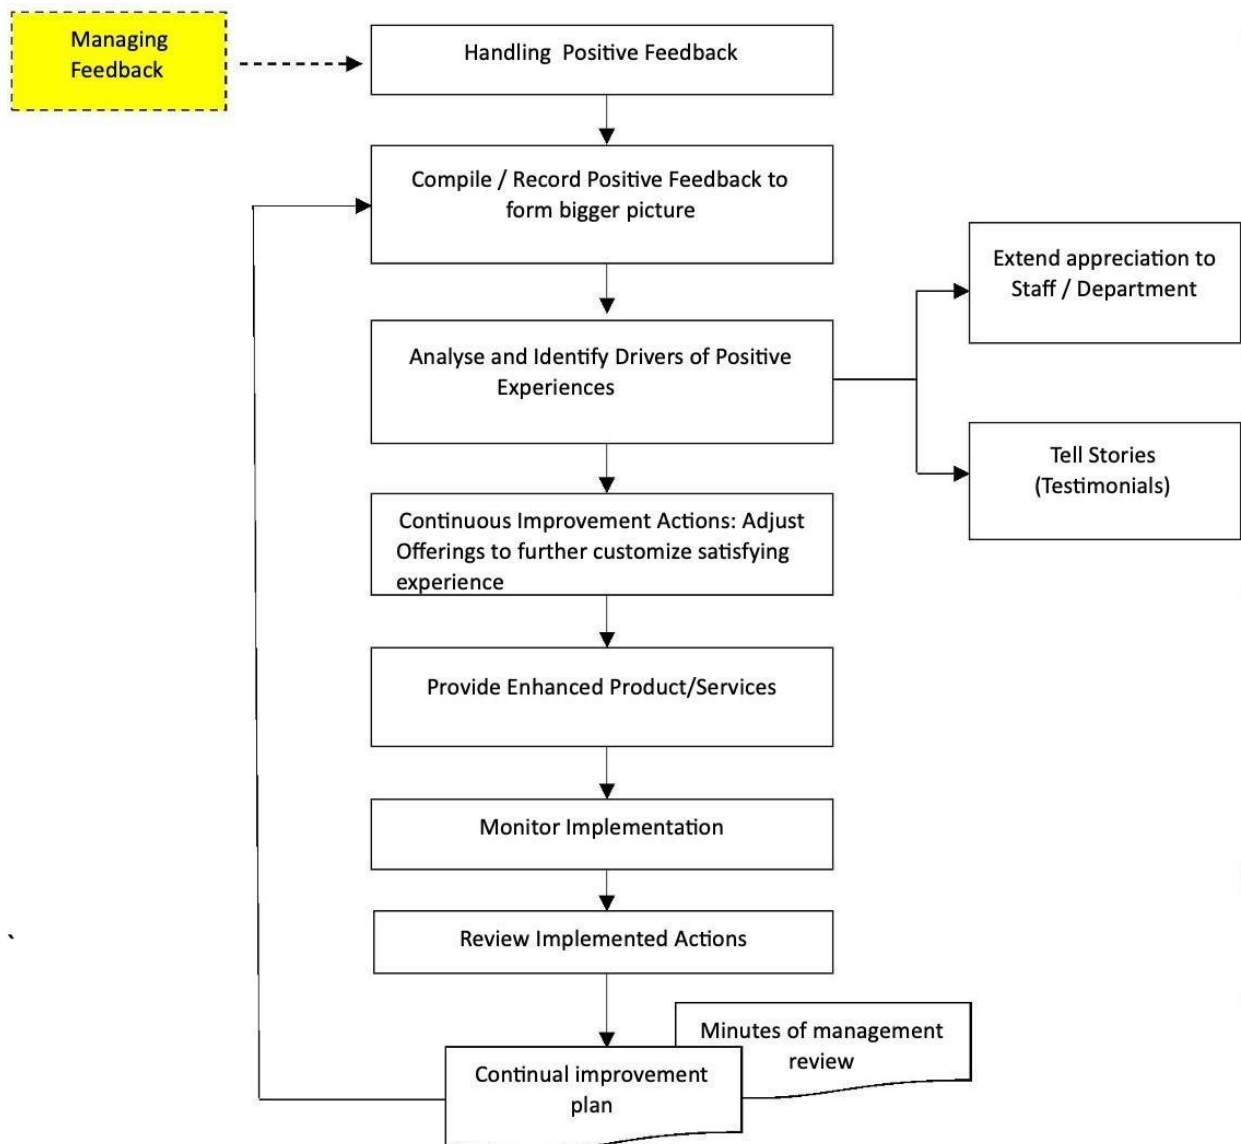 Managing
Feedback
Handling Positive Feedback
Compile / Record Positive Feedback to
form bigger picture
Extend appreciation to
Staff / Department
Analyse and Identify Drivers of Positive
Experiences
Tell Stories
(Testimonials)
Continuous Improvement Actions: Adjust
Offerings to further customize satisfying
experience
Provide Enhanced Product/Services
Monitor Implementation
Review Implemented Actions
Minutes of management
review
Continual improvement
plan